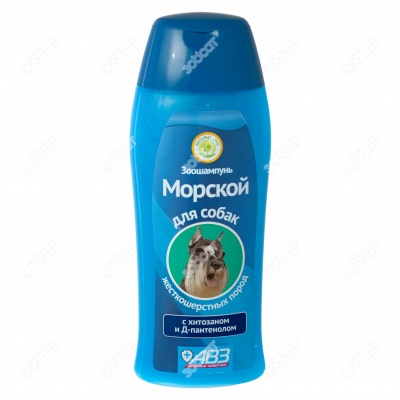 Зоошампунь
Морской
для собак
жесткошерстных пород
с хитозаном
и Д-пантенолом
АВЗ